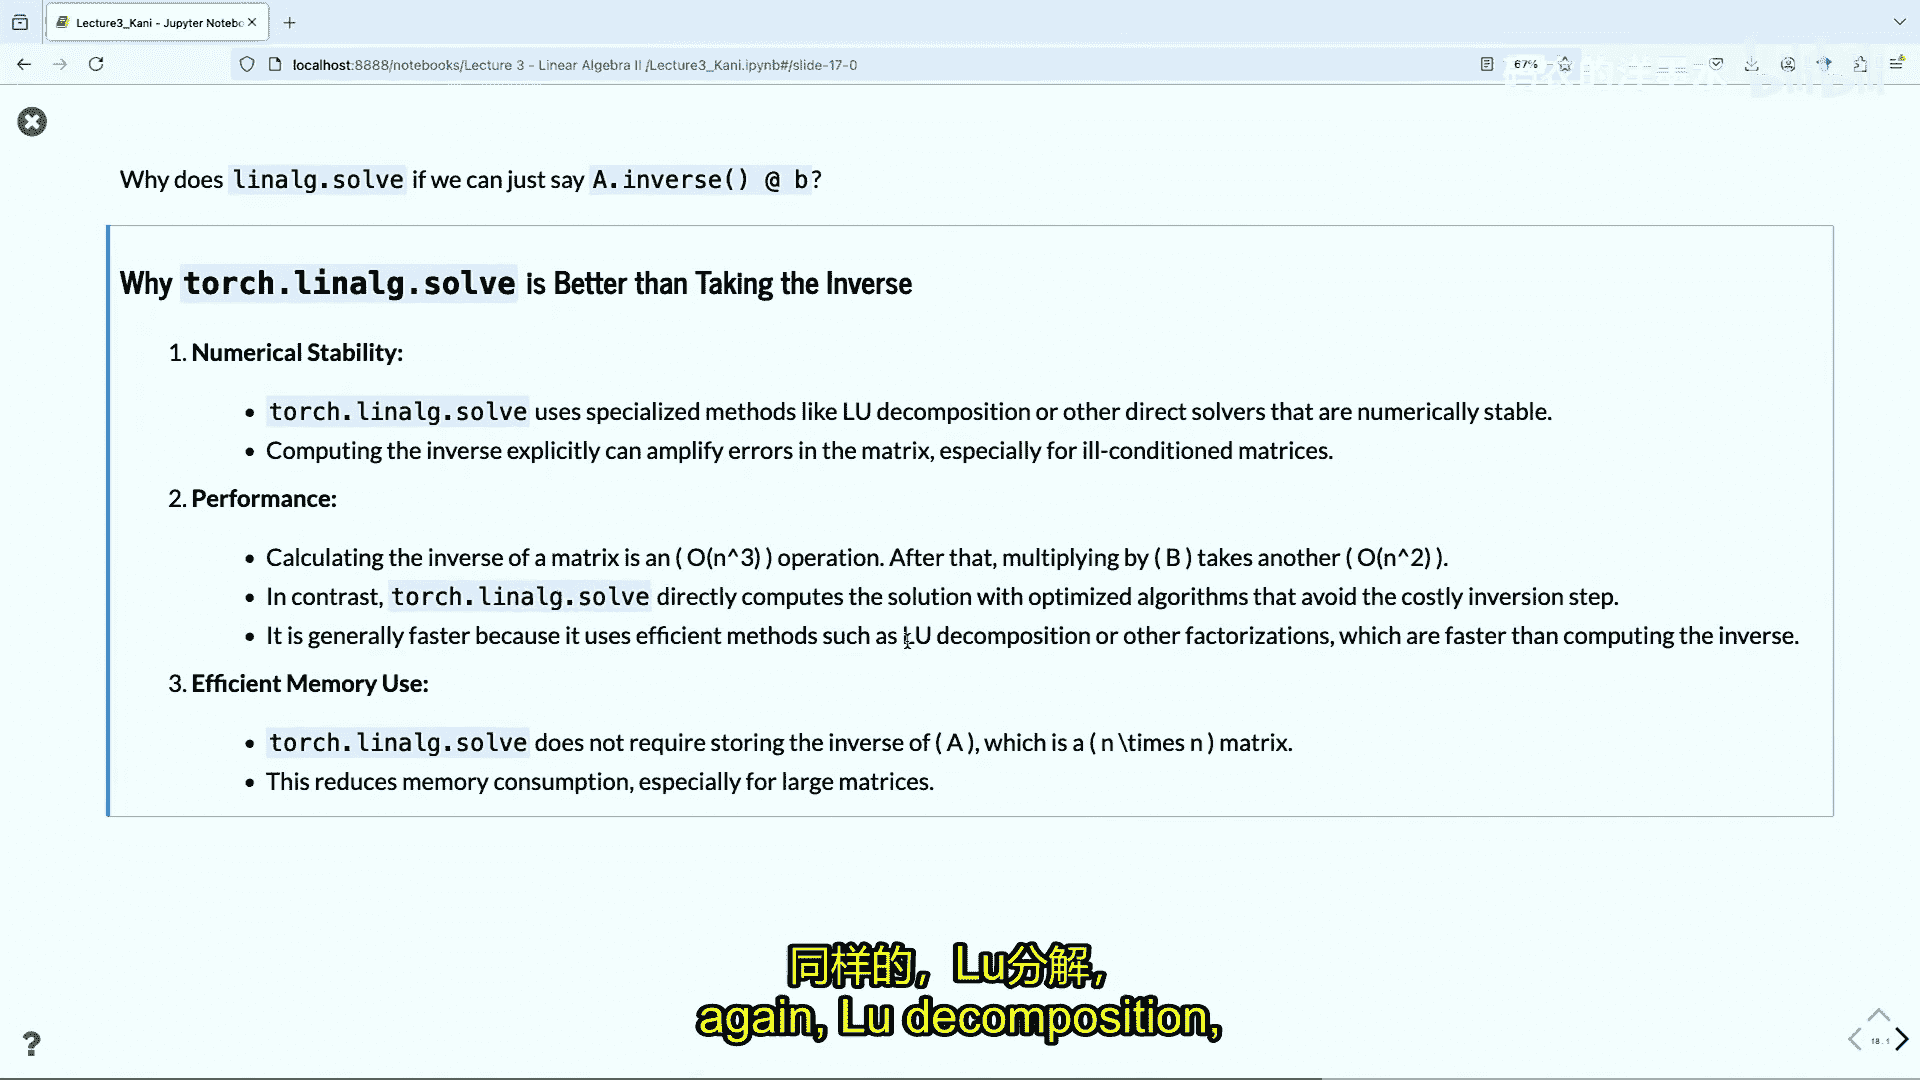 Lecture3_Kani - Jupyter Notebo
localhost:8888/notebooks/Lecture 3 - Linear Algebra II /Lecture3_Kani.ipynb#/slide-17-0
67%
Why does linalg.solve if we can just say A.inverse() @ b?
Why torch.linalg.solve is Better than Taking the Inverse
1. Numerical Stability:
• torch.linalg.solve uses specialized methods like LU decomposition or other direct solvers that are numerically stable.
• Computing the inverse explicitly can amplify errors in the matrix, especially for ill-conditioned matrices.
2. Performance:
• Calculating the inverse of a matrix is an ( O(n^3) ) operation. After that, multiplying by ( B ) takes another ( O(n^2) ).
• In contrast, torch.linalg.solve directly computes the solution with optimized algorithms that avoid the costly inversion step.
• It is generally faster because it uses efficient methods such as LU decomposition or other factorizations, which are faster than computing the inverse.
3. Efficient Memory Use:
• torch.linalg.solve does not require storing the inverse of ( A ), which is a ( n \times n ) matrix.
• This reduces memory consumption, especially for large matrices.
同样的，Lu分解，
again, Lu decomposition,
?
18.1